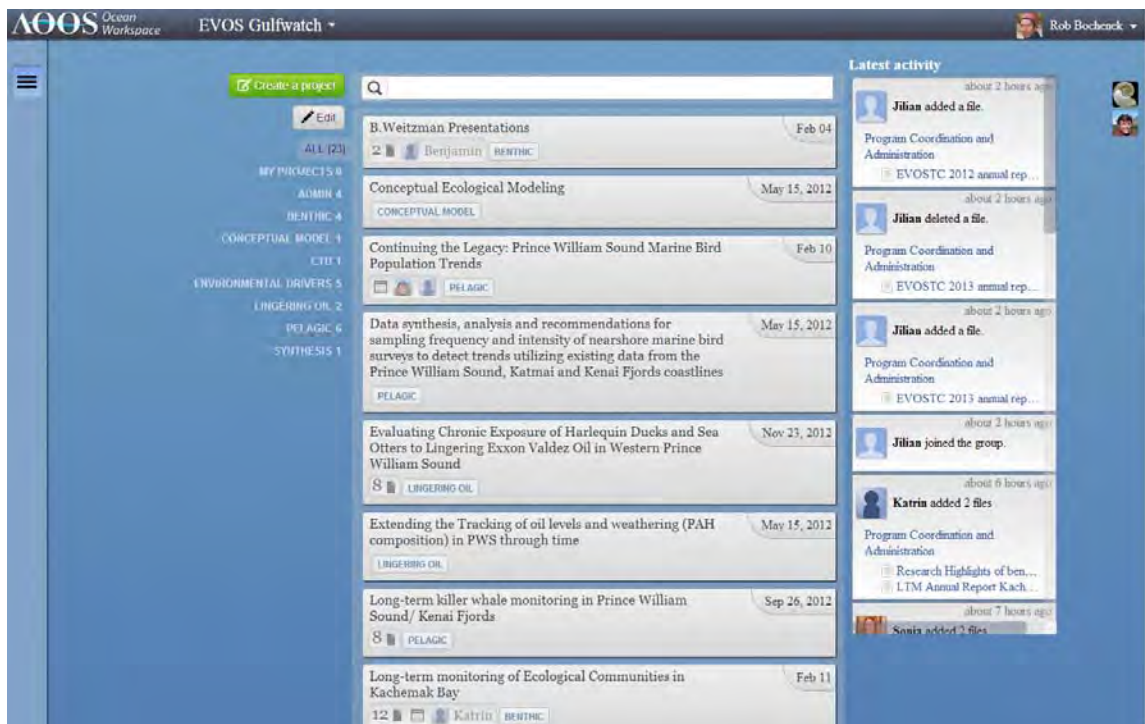 AOOS Ocean Workspace
EVOS Gulfwatch
Rob Bochenek
Create a project
Edit
ALL (23)
MY PROJECTS 0
ADMIN 4
BENTHIC 4
CONCEPTUAL MODEL 1
CTD 1
ENVIRONMENTAL DRIVERS 5
LINGERING OIL 2
PELAGIC 6
SYNTHESIS 1
B.Weitzman Presentations
Feb 04
2 Benjamin BENTHIC
Conceptual Ecological Modeling
May 15, 2012
CONCEPTUAL MODEL
Continuing the Legacy: Prince William Sound Marine Bird
Population Trends
Feb 10
PELAGIC
Data synthesis, analysis and recommendations for
sampling frequency and intensity of nearshore marine bird
surveys to detect trends utilizing existing data from the
Prince William Sound, Katmai and Kenai Fjords coastlines
May 15, 2012
PELAGIC
Evaluating Chronic Exposure of Harlequin Ducks and Sea
Otters to Lingering Exxon Valdez Oil in Western Prince
William Sound
Nov 23, 2012
8 LINGERING OIL
Extending the Tracking of oil levels and weathering (PAH
composition) in PWS through time
May 15, 2012
LINGERING OIL
Long-term killer whale monitoring in Prince William
Sound/ Kenai Fjords
Sep 26, 2012
8 PELAGIC
Long-term monitoring of Ecological Communities in
Kachemak Bay
Feb 11
12 Katrin BENTHIC
Latest activity
about 2 hours ago
Jilian added a file.
Program Coordination and
Administration
EVOSTC 2012 annual rep...
about 2 hours ago
Jilian deleted a file.
Program Coordination and
Administration
EVOSTC 2013 annual rep...
about 2 hours ago
Jilian added a file.
Program Coordination and
Administration
EVOSTC 2013 annual rep...
about 2 hours ago
Jilian joined the group.
about 6 hours ago
Katrin added 2 files
Program Coordination and
Administration
Research Highlights of ben...
LTM Annual Report Kach...
about 7 hours ago
Sonia added 2 files